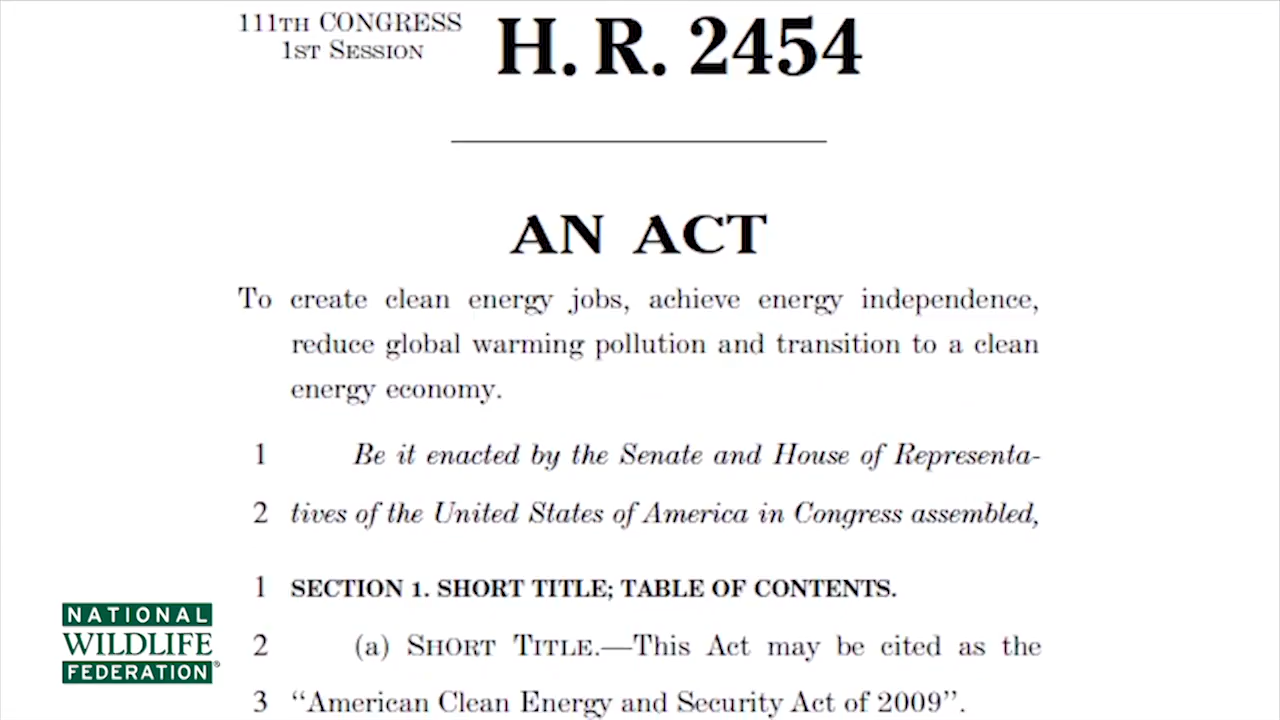 111TH CONGRESS
1ST SESSION
H. R. 2454
AN ACT
To create clean energy jobs, achieve energy independence,
reduce global warming pollution and transition to a clean
energy economy.
1 Be it enacted by the Senate and House of Representa-
2 tives of the United States of America in Congress assembled,
1 SECTION 1. SHORT TITLE; TABLE OF CONTENTS.
2 (a) SHORT TITLE.—This Act may be cited as the
3 “American Clean Energy and Security Act of 2009”.
NATIONAL
WILDLIFE
FEDERATION®